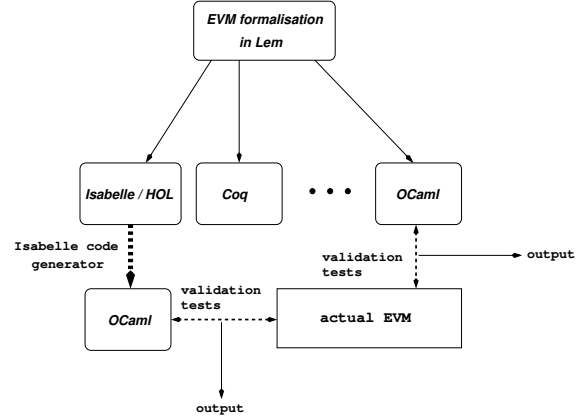 EVM formalisation
in Lem
Isabelle / HOL
Coq
• • •
OCaml
Isabelle code
generator
validation
tests
output
validation
tests
OCaml
actual EVM
output